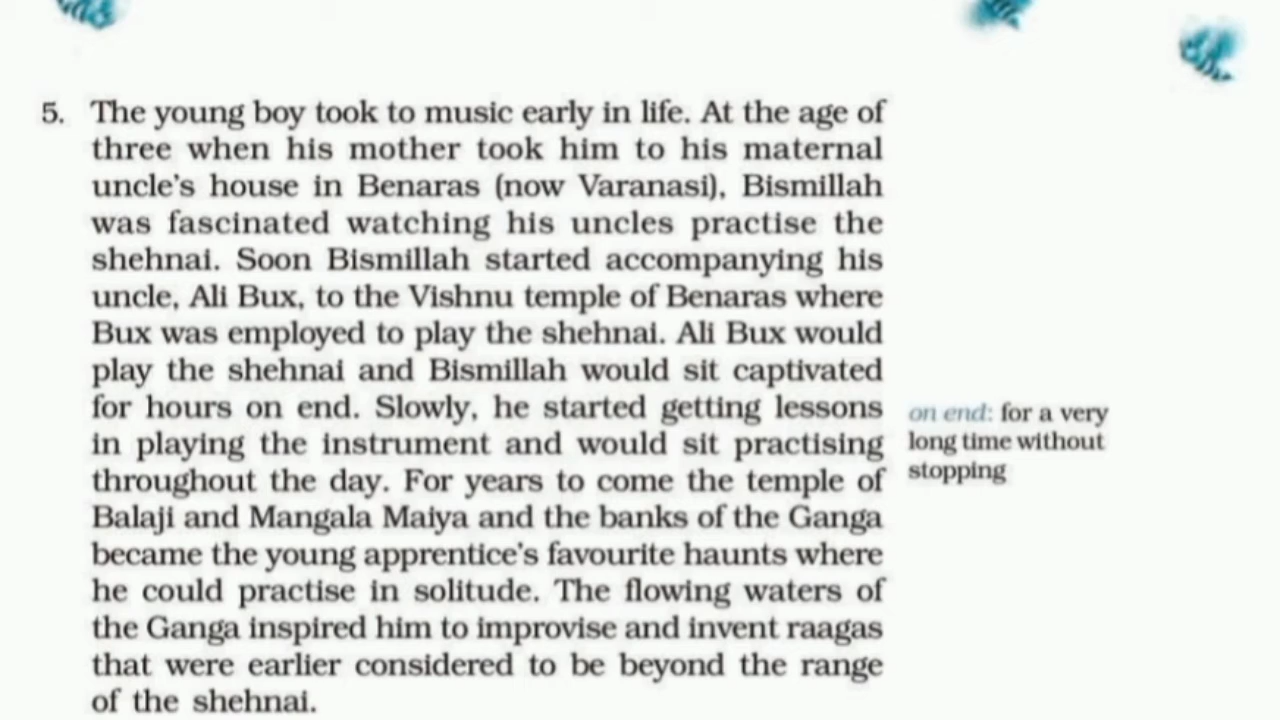 5. The young boy took to music early in life. At the age of
three when his mother took him to his maternal
uncle's house in Benaras (now Varanasi), Bismillah
was fascinated watching his uncles practise the
shehnai. Soon Bismillah started accompanying his
uncle, Ali Bux, to the Vishnu temple of Benaras where
Bux was employed to play the shehnai. Ali Bux would
play the shehnai and Bismillah would sit captivated
for hours on end. Slowly, he started getting lessons
in playing the instrument and would sit practising
throughout the day. For years to come the temple of
Balaji and Mangala Maiya and the banks of the Ganga
became the young apprentice's favourite haunts where
he could practise in solitude. The flowing waters of
the Ganga inspired him to improvise and invent raagas
that were earlier considered to be beyond the range
of the shehnai.
on end: for a very
long time without
stopping